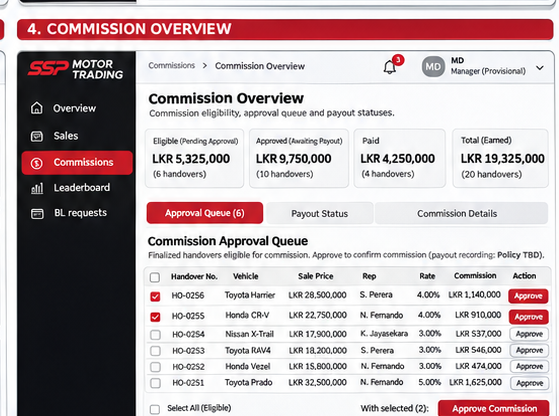 4. COMMISSION OVERVIEW
SSP MOTOR TRADING
Commissions > Commission Overview
3
MD
MD
Manager (Provisional)
Overview
Sales
Commissions
Leaderboard
BL requests
Commission Overview
Commission eligibility, approval queue and payout statuses.
Eligible (Pending Approval)
LKR 5,325,000
(6 handovers)
Approved (Awaiting Payout)
LKR 9,750,000
(10 handovers)
Paid
LKR 4,250,000
(4 handovers)
Total (Earned)
LKR 19,325,000
(20 handovers)
Approval Queue (6) Payout Status Commission Details
Commission Approval Queue
Finalized handovers eligible for commission. Approve to confirm commission (payout recording: Policy TBD).
Handover No. Vehicle Sale Price Rep Rate Commission Action
HO-0256 Toyota Harrier LKR 28,500,000 S. Perera 4.00% LKR 1,140,000 Approve
HO-0255 Honda CR-V LKR 22,750,000 N. Fernando 4.00% LKR 910,000 Approve
HO-0254 Nissan X-Trail LKR 17,900,000 K. Jayasekara 3.00% LKR 537,000 Approve
HO-0253 Toyota RAV4 LKR 18,200,000 S. Perera 3.00% LKR 546,000 Approve
HO-0252 Honda Vezel LKR 15,800,000 N. Fernando 3.00% LKR 474,000 Approve
HO-0251 Toyota Prado LKR 32,500,000 N. Fernando 5.00% LKR 1,625,000 Approve
Select All (Eligible) With selected (2): Approve Commission